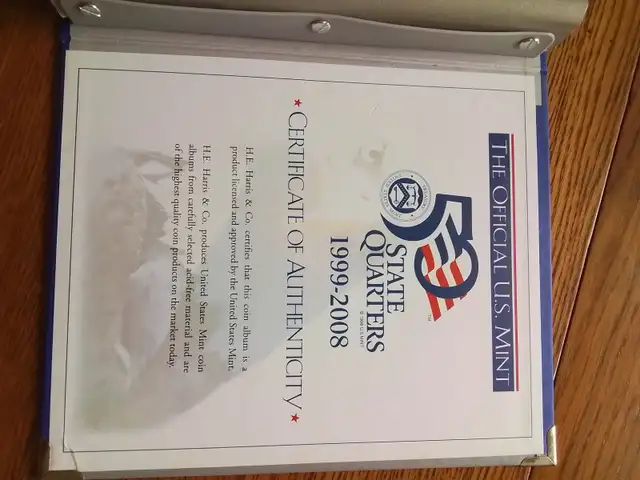 THE OFFICIAL U.S. MINT
50
STATE
QUARTERS
© 1998 U.S. MINT
1999-2008
CERTIFICATE OF AUTHENTICITY
H.E. Harris & Co. certifies that this coin album is a
product licensed and approved by the United States Mint.
H.E. Harris & Co. produces United States Mint coin
albums from carefully selected acid-free material and are
of the highest quality coin products on the market today.